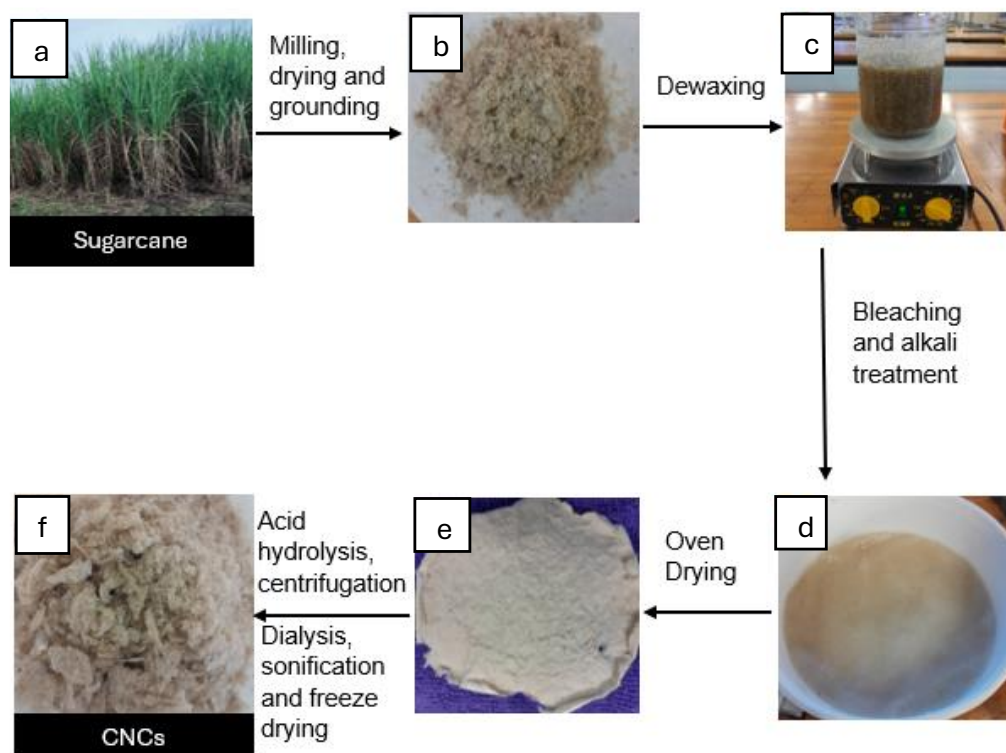 a
Sugarcane
Milling,
drying and
grounding
b
Dewaxing
c
Bleaching
and alkali
treatment
d
Oven
Drying
e
Acid
hydrolysis,
centrifugation
Dialysis,
sonification
and freeze
drying
f
CNCs